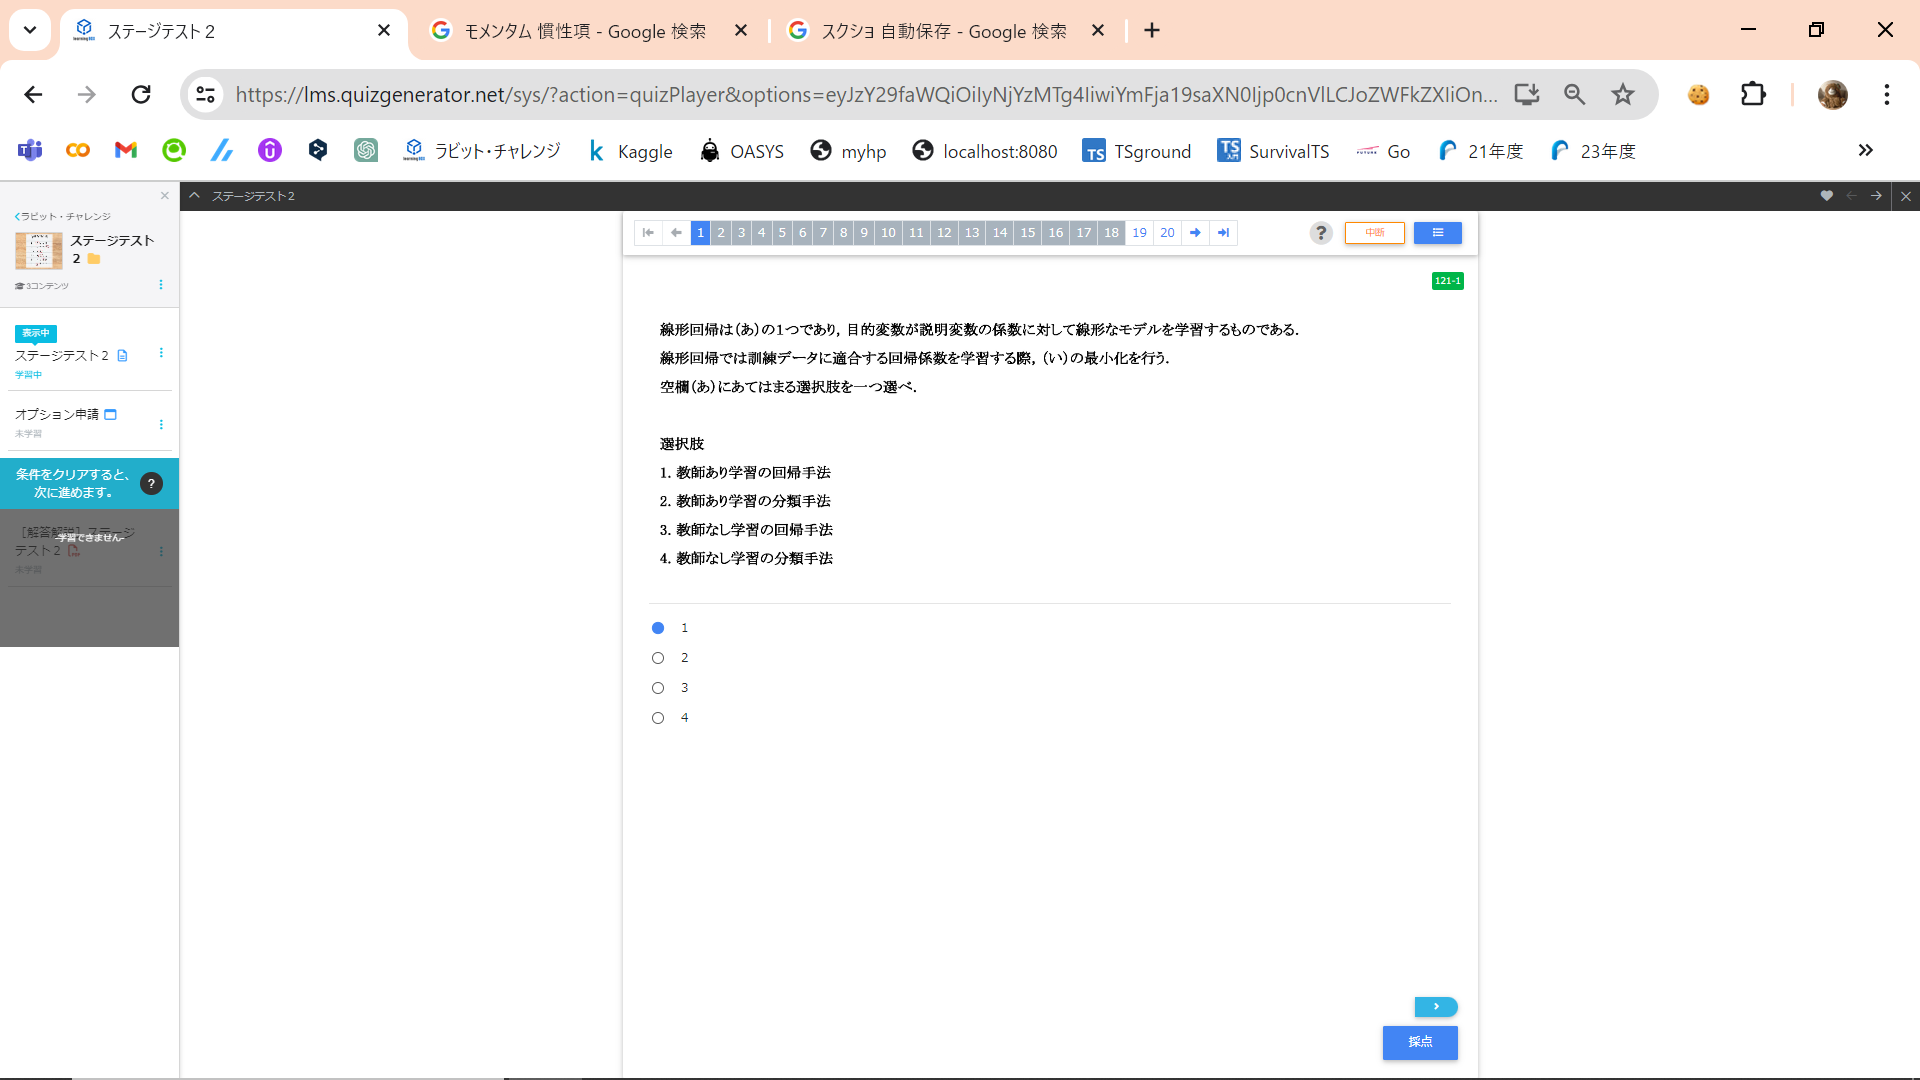 ステージテスト２
モメンタム 慣性項 - Google 検索
スクショ 自動保存 - Google 検索
https://lms.quizgenerator.net/sys/?action=quizPlayer&options=eyJzY29faWQiOiIyNjYzMTg4IiwiYmFja19saXN0Ijp0cnVlLCJoZWFkZXIiOn...
ラビット・チャレンジ
Kaggle
OASYS
myhp
localhost:8080
TSground
SurvivalTS
Go
21年度
23年度
ステージテスト２
ラビット・チャレンジ
ステージテスト
２
3コンテンツ
表示中
ステージテスト２
学習中
オプション申請
未学習
条件をクリアすると、
次に進めます。
［解答解説］ステージ
テスト２
-学習できません-
未学習
1 2 3 4 5 6 7 8 9 10 11 12 13 14 15 16 17 18 19 20
中断
121-1
線形回帰は（あ）の１つであり，目的変数が説明変数の係数に対して線形なモデルを学習するものである．
線形回帰では訓練データに適合する回帰係数を学習する際，（い）の最小化を行う．
空欄（あ）にあてはまる選択肢を一つ選べ．
選択肢
1. 教師あり学習の回帰手法
2. 教師あり学習の分類手法
3. 教師なし学習の回帰手法
4. 教師なし学習の分類手法
1
2
3
4
採点